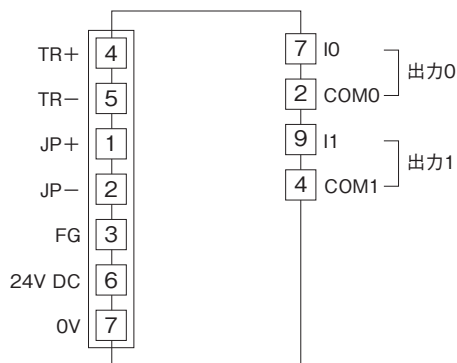 TR+ 4
TR− 5
JP+ 1
JP− 2
FG 3
24V DC 6
0V 7
7 I0
2 COM0
出力0
9 I1
4 COM1
出力1